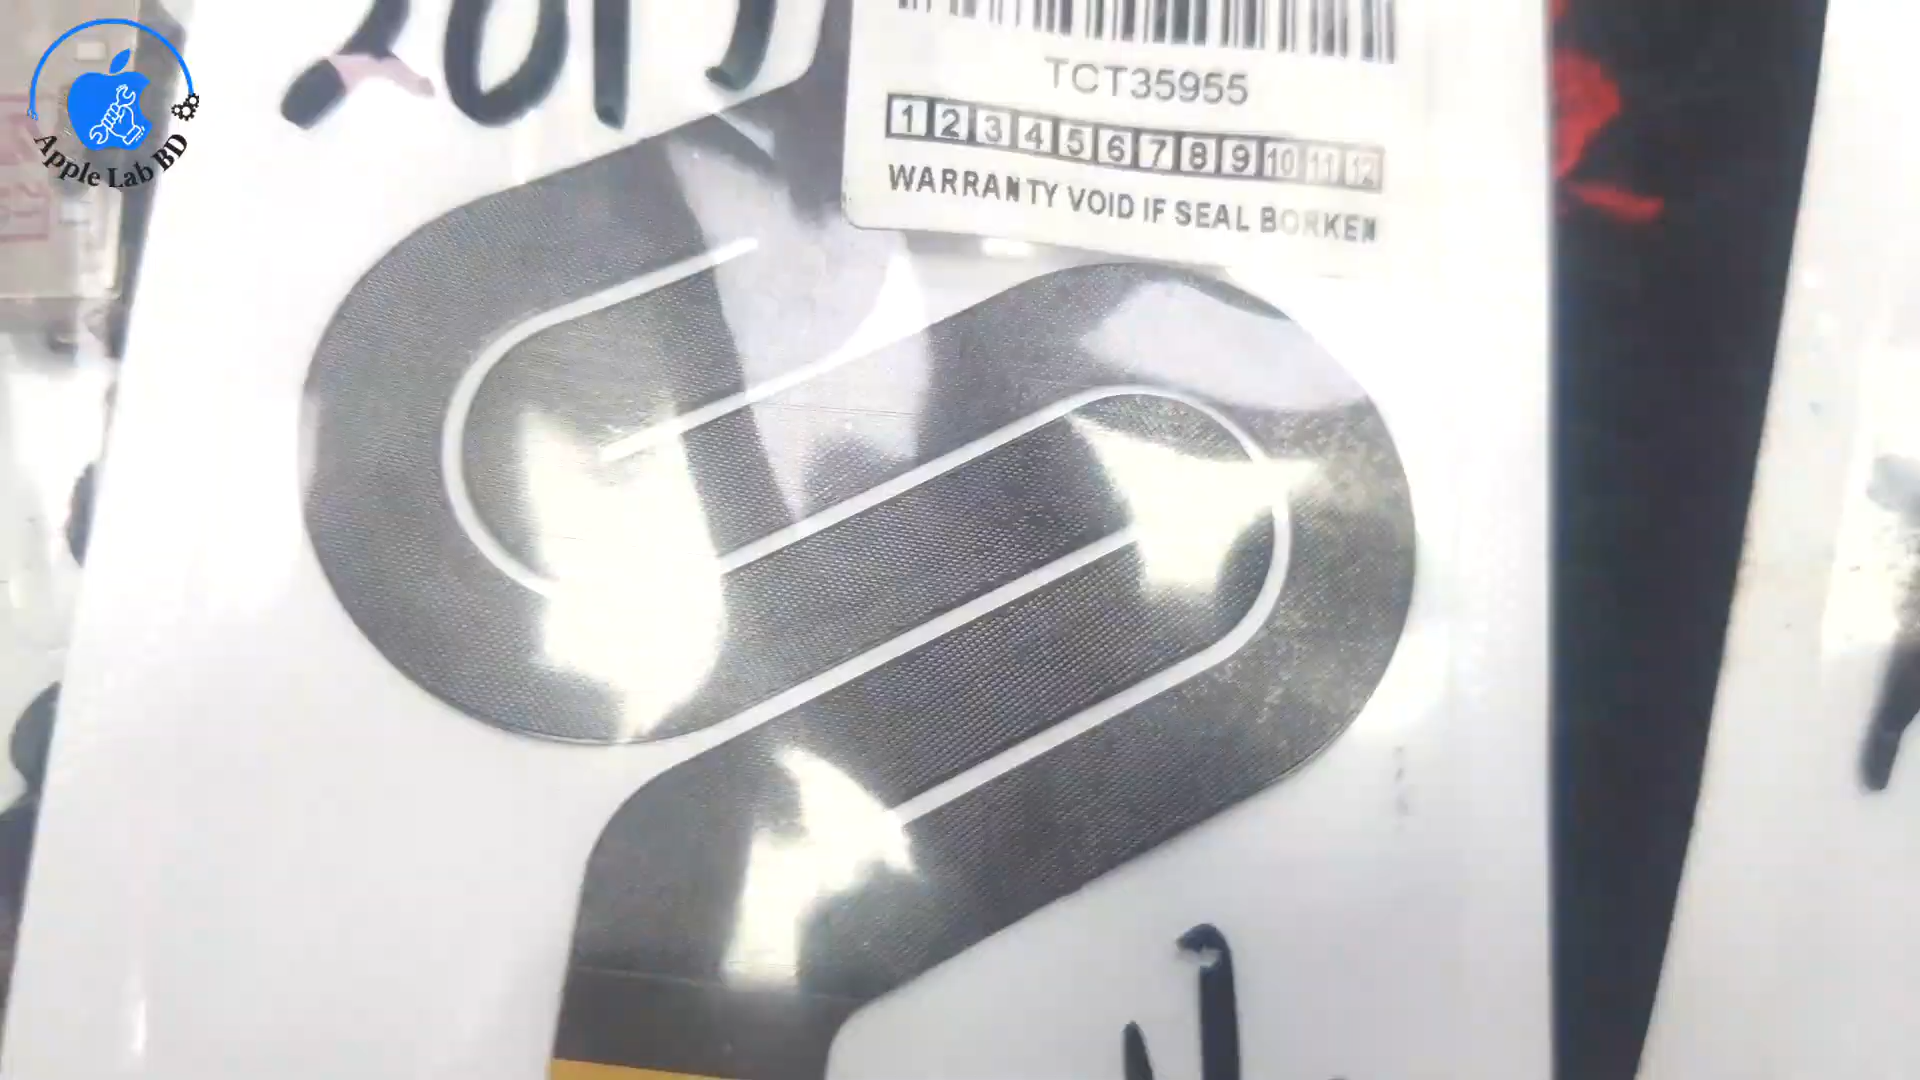 Apple Lab BD
TCT35955
1 2 3 4 5 6 7 8 9 10 11 12
WARRANTY VOID IF SEAL BORKEN